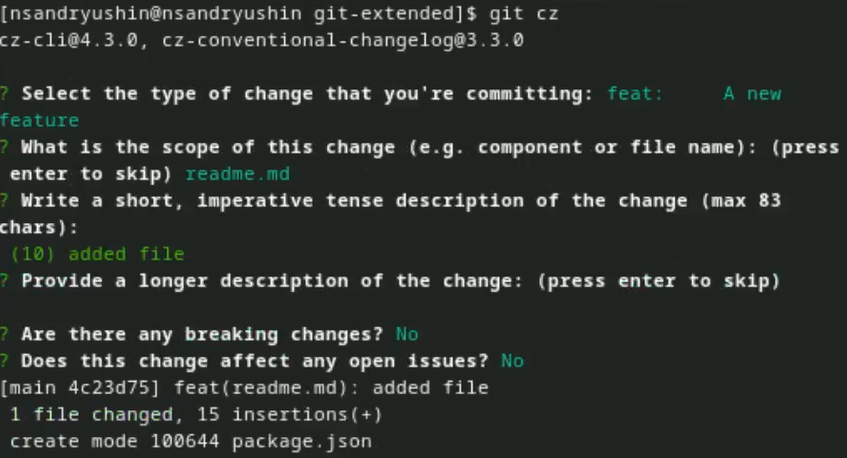 [nsandryushin@nsandryushin git-extended]$ git cz
cz-cli@4.3.0, cz-conventional-changelog@3.3.0
? Select the type of change that you're committing: feat:     A new
feature
? What is the scope of this change (e.g. component or file name): (press
 enter to skip) readme.md
? Write a short, imperative tense description of the change (max 83
chars):
 (10) added file
? Provide a longer description of the change: (press enter to skip)
? Are there any breaking changes? No
? Does this change affect any open issues? No
[main 4c23d75] feat(readme.md): added file
 1 file changed, 15 insertions(+)
 create mode 100644 package.json